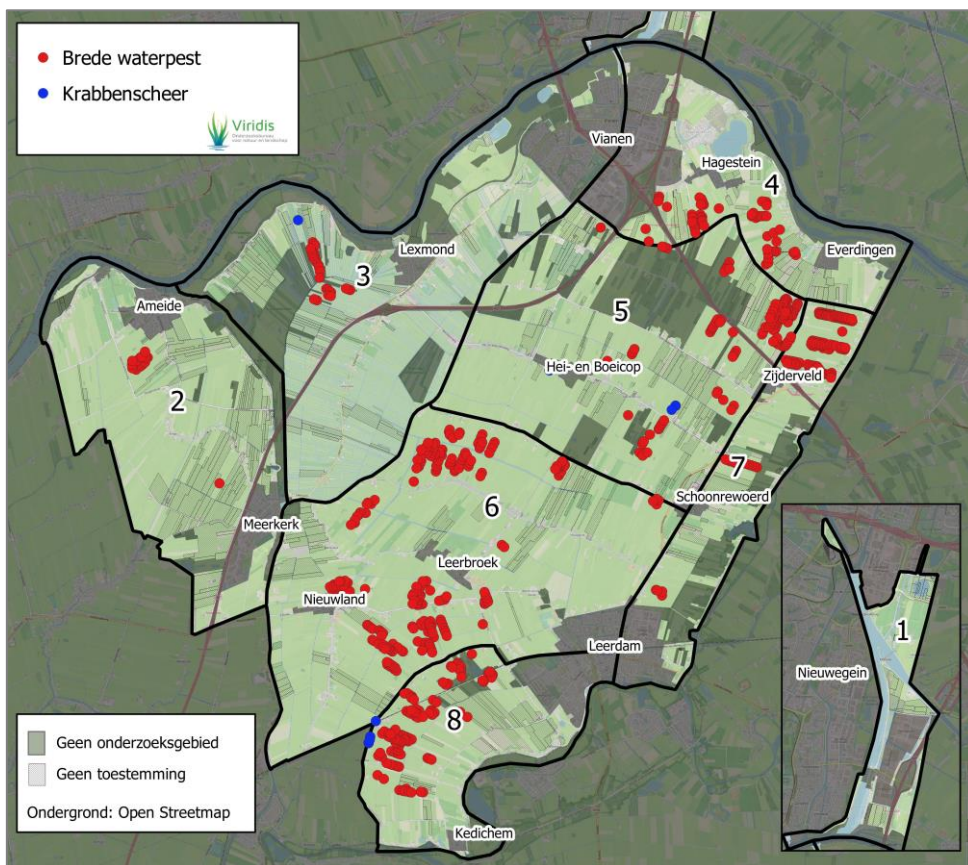 Brede waterpest
Krabbenscheer
Viridis
Vianen
Hagestein
4
Everdingen
Lexmond
3
Ameide
5
Hei- en Boeicop
Zijderveld
2
7
Schoonrewoerd
6
Meerkerk
Leerbroek
Nieuwland
Leerdam
8
Kedichem
1
Nieuwegein
Geen onderzoeksgebied
Geen toestemming
Ondergrond: Open Streetmap